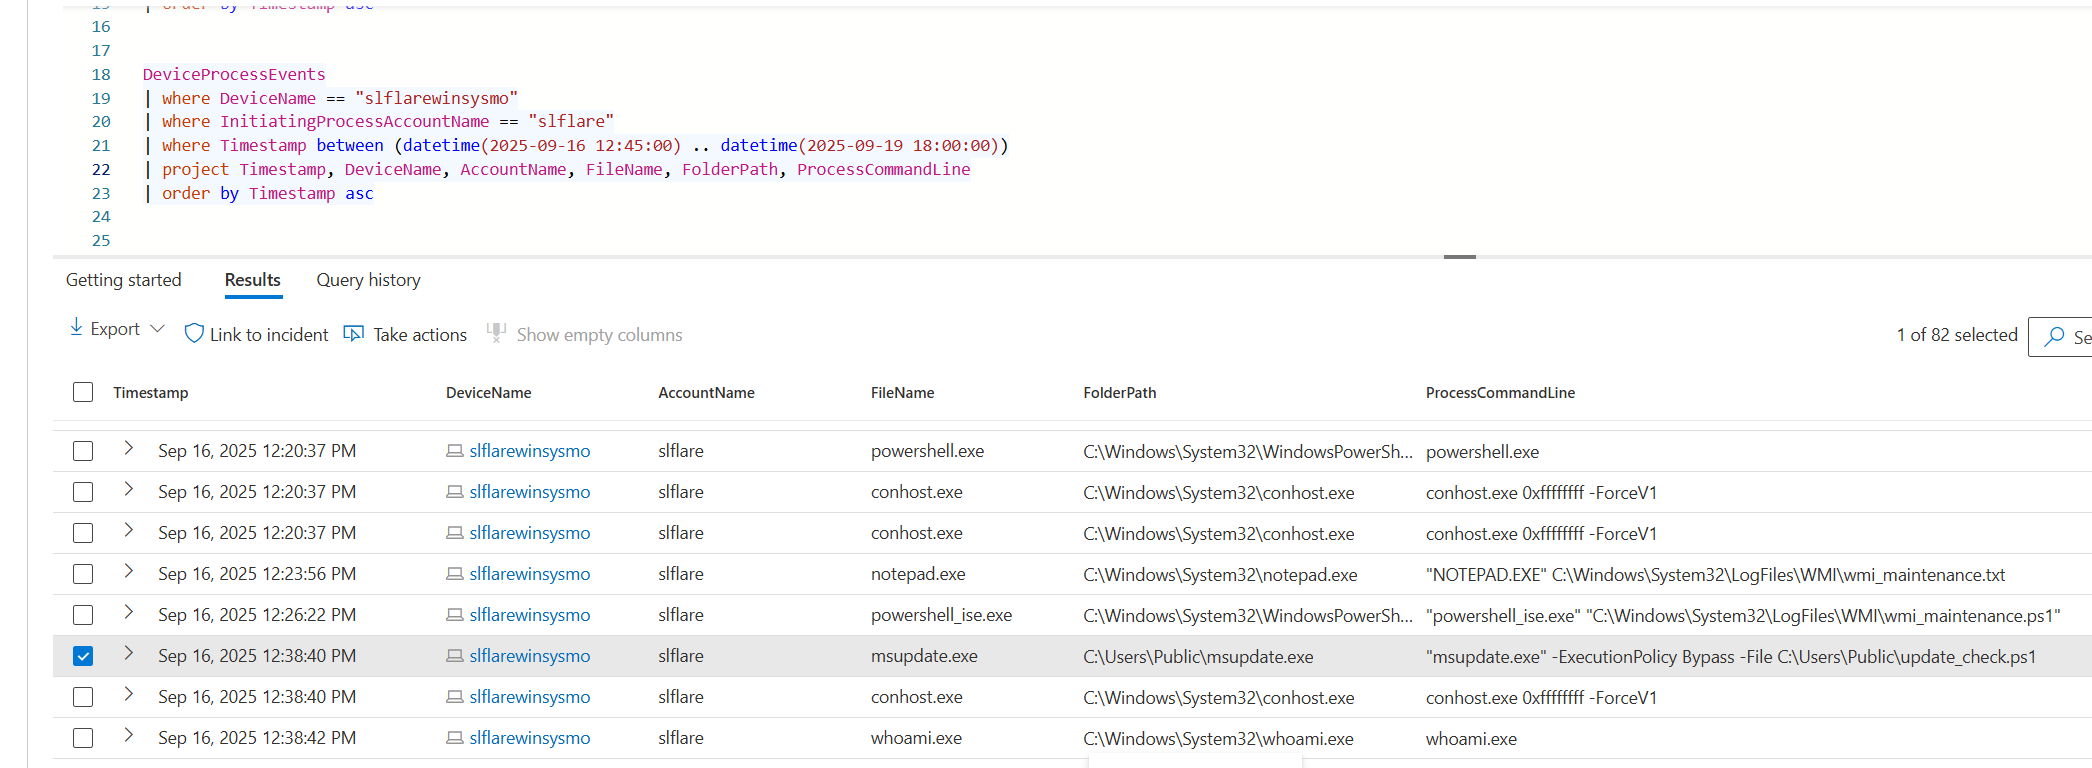 15 | order by Timestamp asc
16
17
18 DeviceProcessEvents
19 | where DeviceName == "slflarewinsysmo"
20 | where InitiatingProcessAccountName == "slflare"
21 | where Timestamp between (datetime(2025-09-16 12:45:00) .. datetime(2025-09-19 18:00:00))
22 | project Timestamp, DeviceName, AccountName, FileName, FolderPath, ProcessCommandLine
23 | order by Timestamp asc
24
25
Getting started Results Query history
Export Link to incident Take actions Show empty columns 1 of 82 selected Se
Timestamp DeviceName AccountName FileName FolderPath ProcessCommandLine
Sep 16, 2025 12:20:37 PM slflarewinsysmo slflare powershell.exe C:\Windows\System32\WindowsPowerSh... powershell.exe
Sep 16, 2025 12:20:37 PM slflarewinsysmo slflare conhost.exe C:\Windows\System32\conhost.exe conhost.exe 0xffffffff -ForceV1
Sep 16, 2025 12:20:37 PM slflarewinsysmo slflare conhost.exe C:\Windows\System32\conhost.exe conhost.exe 0xffffffff -ForceV1
Sep 16, 2025 12:23:56 PM slflarewinsysmo slflare notepad.exe C:\Windows\System32\notepad.exe "NOTEPAD.EXE" C:\Windows\System32\LogFiles\WMI\wmi_maintenance.txt
Sep 16, 2025 12:26:22 PM slflarewinsysmo slflare powershell_ise.exe C:\Windows\System32\WindowsPowerSh... "powershell_ise.exe" "C:\Windows\System32\LogFiles\WMI\wmi_maintenance.ps1"
Sep 16, 2025 12:38:40 PM slflarewinsysmo slflare msupdate.exe C:\Users\Public\msupdate.exe "msupdate.exe" -ExecutionPolicy Bypass -File C:\Users\Public\update_check.ps1
Sep 16, 2025 12:38:40 PM slflarewinsysmo slflare conhost.exe C:\Windows\System32\conhost.exe conhost.exe 0xffffffff -ForceV1
Sep 16, 2025 12:38:42 PM slflarewinsysmo slflare whoami.exe C:\Windows\System32\whoami.exe whoami.exe